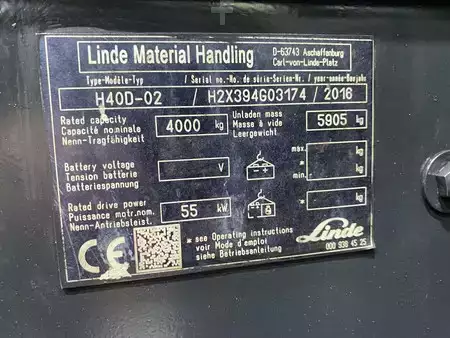 Linde Material Handling
D-63743 Aschaffenburg
Carl-von-Linde-Platz
Type-Modèle-Typ / Serial no.-No. de série-Serien-Nr. / year-année-Baujahr
H40D-02 / H2X394G03174 / 2016
Rated capacity
Capacité nominale
Nenn-Tragfähigkeit
4000 kg
Unladen mass
Masse à vide
Leergewicht
5905 kg
Battery voltage
Tension batterie
Batteriespannung
V
- +
max. kg
*
min. kg
Rated drive power
Puissance motr.nom.
Nenn-Antriebsleist.
55 kW
* kg
CE
* see Operating instructions
voir Mode d'emploi
siehe Betriebsanleitung
Linde
000 938 45 25